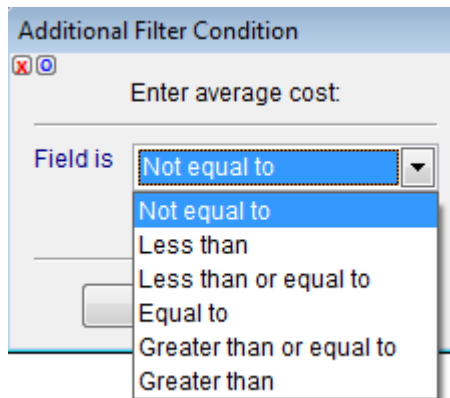 Additional Filter Condition
X O
Enter average cost:
Field is Not equal to
Not equal to
Less than
Less than or equal to
Equal to
Greater than or equal to
Greater than